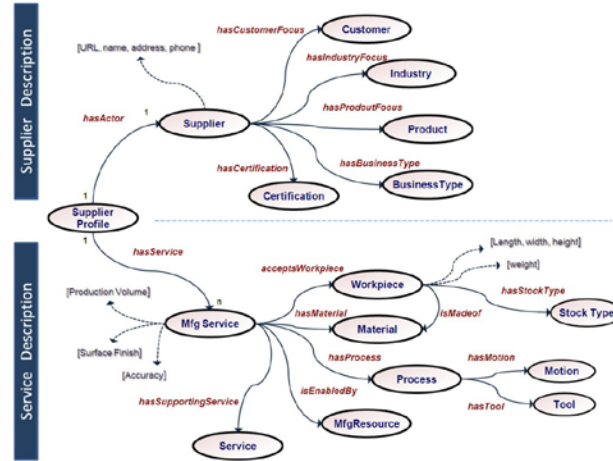 Supplier Description
hasCustomerFocus
Customer
[URL, name, address, phone ]
hasIndustryFocus
Industry
hasActor
1
Supplier
hasProdoutFocus
Product
hasBusinessType
hasCertification
BusinessType
Certification
1
Supplier
Profile
1
Service Description
hasService
[Length, width, height]
[weight]
acceptsWorkpiece
Workpiece
hasStockType
[Production Volume]
n
Mfg Service
hasMaterial
Material
isMadeof
Stock Type
[Surface Finish]
[Accuracy]
hasProcess
Process
hasMotion
Motion
hasTool
Tool
hasSupportingService
isEnabledBy
MfgResource
Service